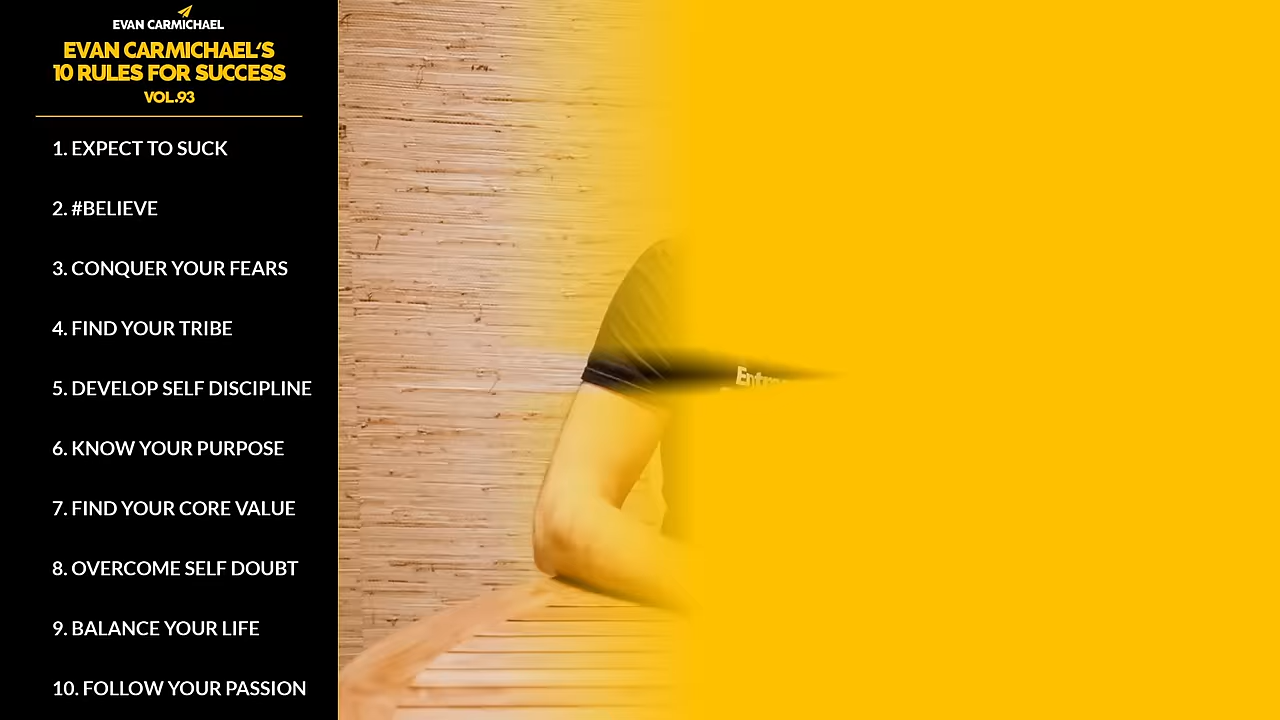 EVAN CARMICHAEL
EVAN CARMICHAEL'S
10 RULES FOR SUCCESS
VOL.93
1. EXPECT TO SUCK
2. #BELIEVE
3. CONQUER YOUR FEARS
4. FIND YOUR TRIBE
5. DEVELOP SELF DISCIPLINE
6. KNOW YOUR PURPOSE
7. FIND YOUR CORE VALUE
8. OVERCOME SELF DOUBT
9. BALANCE YOUR LIFE
10. FOLLOW YOUR PASSION